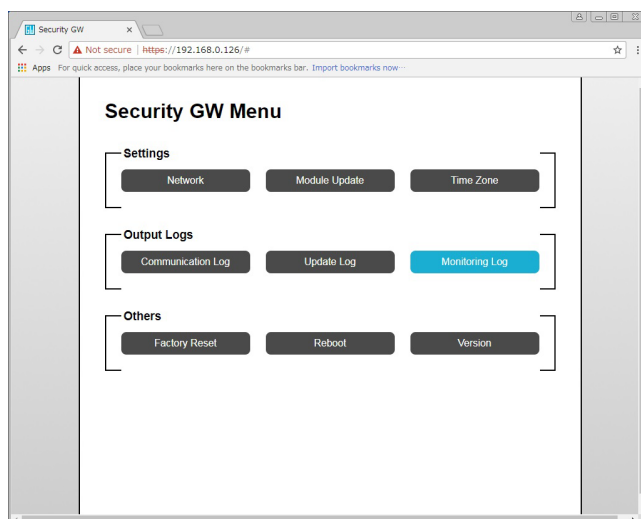 Security GW
Not secure | https://192.168.0.126/#
Apps For quick access, place your bookmarks here on the bookmarks bar. Import bookmarks now...
Security GW Menu
Settings
Network Module Update Time Zone
Output Logs
Communication Log Update Log Monitoring Log
Others
Factory Reset Reboot Version